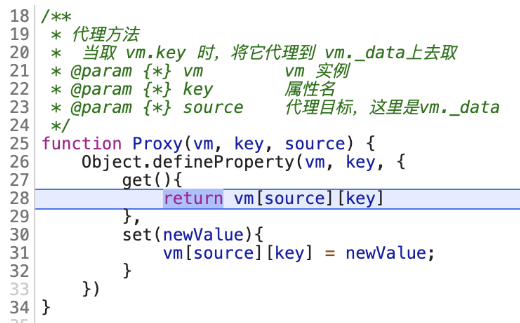 18 /**
19  * 代理方法
20  *  当取 vm.key 时，将它代理到 vm._data上去取
21  * @param {*} vm        vm 实例
22  * @param {*} key       属性名
23  * @param {*} source    代理目标，这里是vm._data
24  */
25 function Proxy(vm, key, source) {
26     Object.defineProperty(vm, key, {
27         get(){
28             return vm[source][key]
29         },
30         set(newValue){
31             vm[source][key] = newValue;
32         }
33     })
34 }